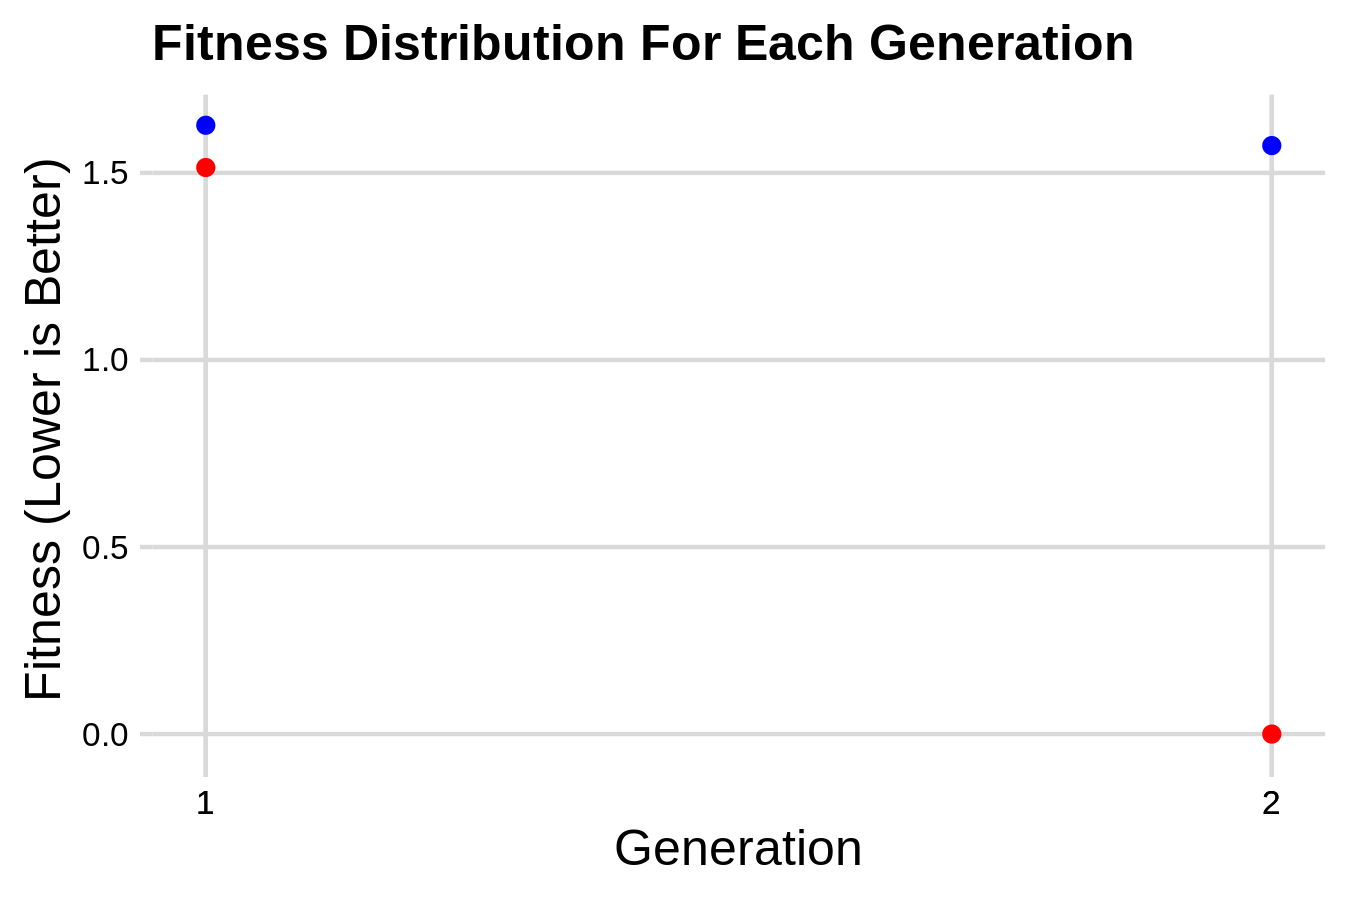 Fitness Distribution For Each Generation
Fitness (Lower is Better)
1.5
1.0
0.5
0.0
1
2
Generation